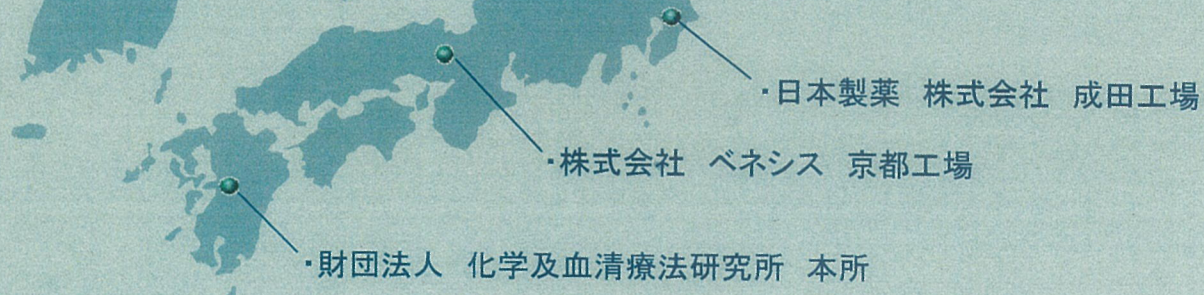 ・日本製薬 株式会社 成田工場
・株式会社 ベネシス 京都工場
・財団法人 化学及血清療法研究所 本所